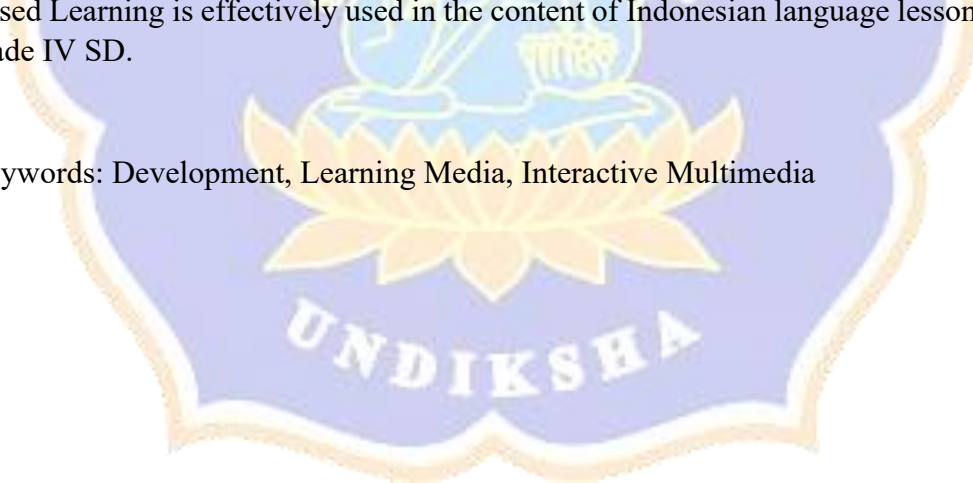 sed Learning is effectively used in the content of Indonesian language lesson
de IV SD.
ywords: Development, Learning Media, Interactive Multimedia
UNDIKSHA